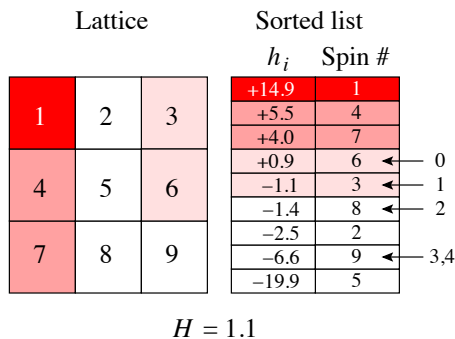 Lattice
Sorted list
h_i Spin #
1 2 3
4 5 6
7 8 9
+14.9 1
+5.5 4
+4.0 7
+0.9 6 0
−1.1 3 1
−1.4 8 2
−2.5 2
−6.6 9 3,4
−19.9 5
H = 1.1